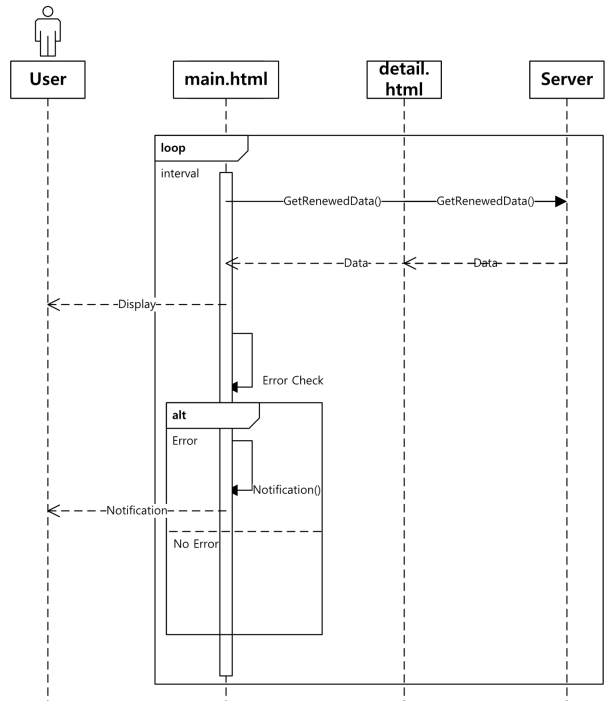 User
main.html
detail.
html
Server
loop
interval
GetRenewedData()
GetRenewedData()
Data
Data
Display
Error Check
alt
Error
Notification()
Notification
No Error